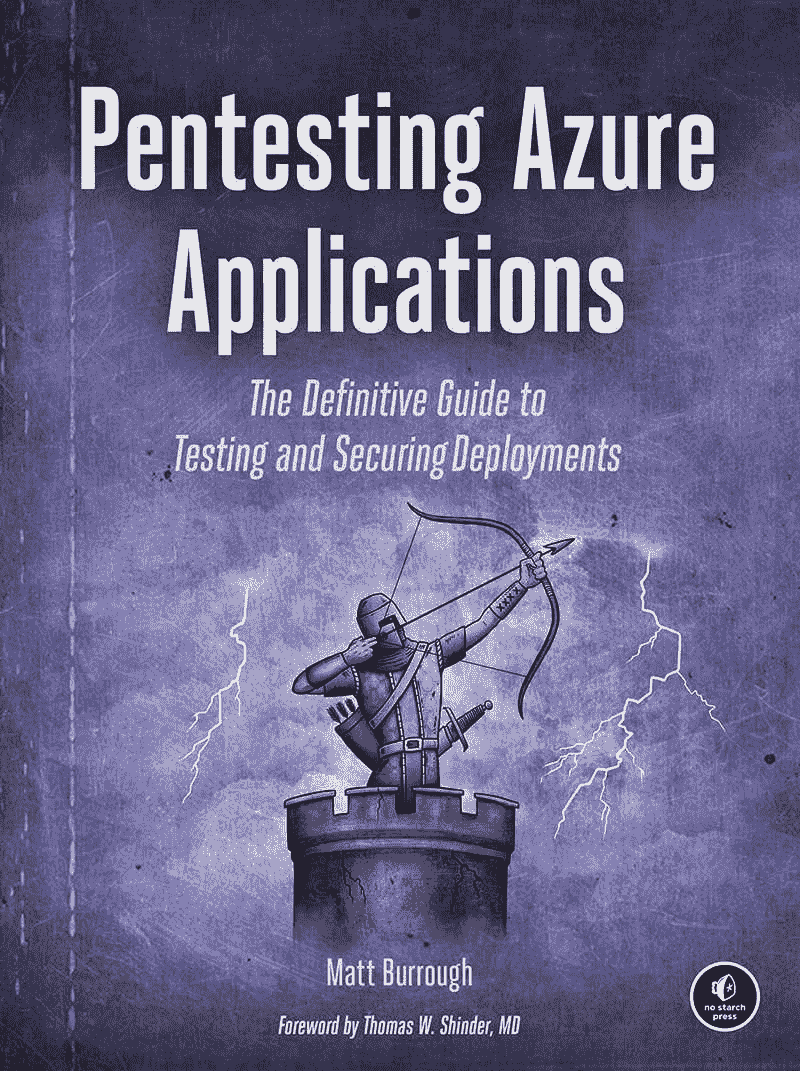 Pentesting Azure
Applications
The Definitive Guide to
Testing and Securing Deployments
Matt Burrough
Foreword by Thomas W. Shinder, MD
no starch
press